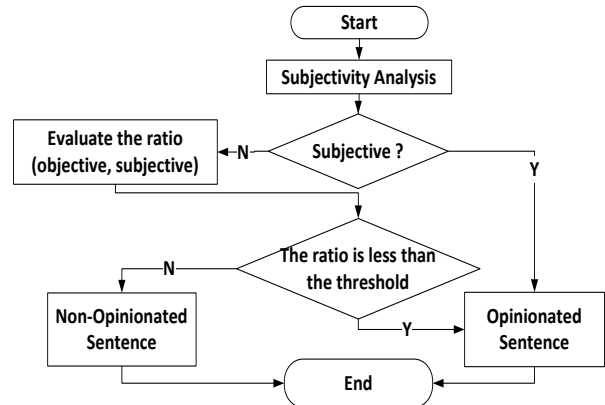 Start
Subjectivity Analysis
Evaluate the ratio
(objective, subjective)
N
Subjective ?
Y
The ratio is less than
the threshold
N
Non-Opinionated
Sentence
Y
Opinionated
Sentence
End